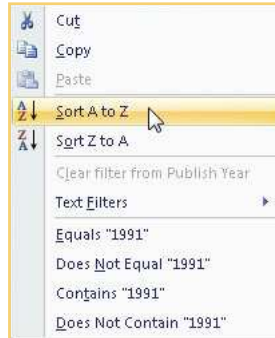 Cut
Copy
Paste
Sort A to Z
Sort Z to A
Clear filter from Publish Year
Text Filters
Equals "1991"
Does Not Equal "1991"
Contains "1991"
Does Not Contain "1991"